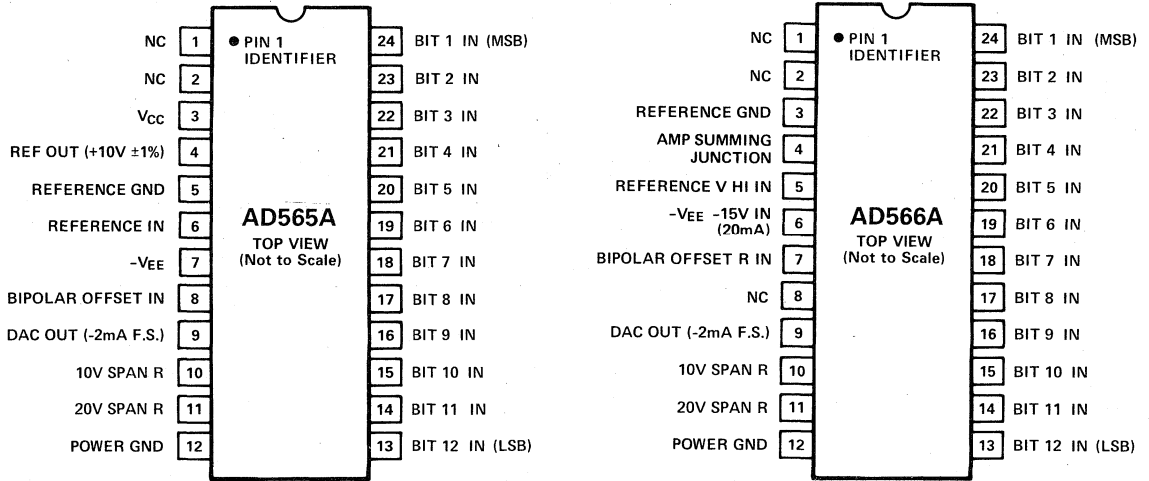 NC 1
NC 2
VCC 3
REF OUT (+10V ±1%) 4
REFERENCE GND 5
REFERENCE IN 6
-VEE 7
BIPOLAR OFFSET IN 8
DAC OUT (-2mA F.S.) 9
10V SPAN R 10
20V SPAN R 11
POWER GND 12
● PIN 1
IDENTIFIER
AD565A
TOP VIEW
(Not to Scale)
24 BIT 1 IN (MSB)
23 BIT 2 IN
22 BIT 3 IN
21 BIT 4 IN
20 BIT 5 IN
19 BIT 6 IN
18 BIT 7 IN
17 BIT 8 IN
16 BIT 9 IN
15 BIT 10 IN
14 BIT 11 IN
13 BIT 12 IN (LSB)
NC 1
NC 2
REFERENCE GND 3
AMP SUMMING
JUNCTION 4
REFERENCE V HI IN 5
-VEE -15V IN
(20mA) 6
BIPOLAR OFFSET R IN 7
NC 8
DAC OUT (-2mA F.S.) 9
10V SPAN R 10
20V SPAN R 11
POWER GND 12
● PIN 1
IDENTIFIER
AD566A
TOP VIEW
(Not to Scale)
24 BIT 1 IN (MSB)
23 BIT 2 IN
22 BIT 3 IN
21 BIT 4 IN
20 BIT 5 IN
19 BIT 6 IN
18 BIT 7 IN
17 BIT 8 IN
16 BIT 9 IN
15 BIT 10 IN
14 BIT 11 IN
13 BIT 12 IN (LSB)